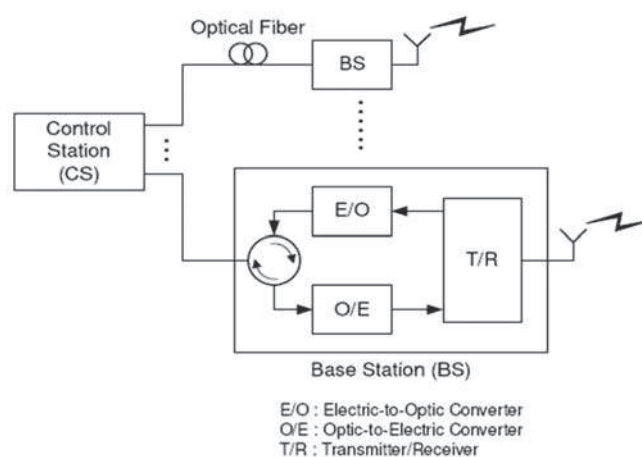 Optical Fiber
BS
Control
Station
(CS)
E/O
T/R
O/E
Base Station (BS)
E/O : Electric-to-Optic Converter
O/E : Optic-to-Electric Converter
T/R : Transmitter/Receiver